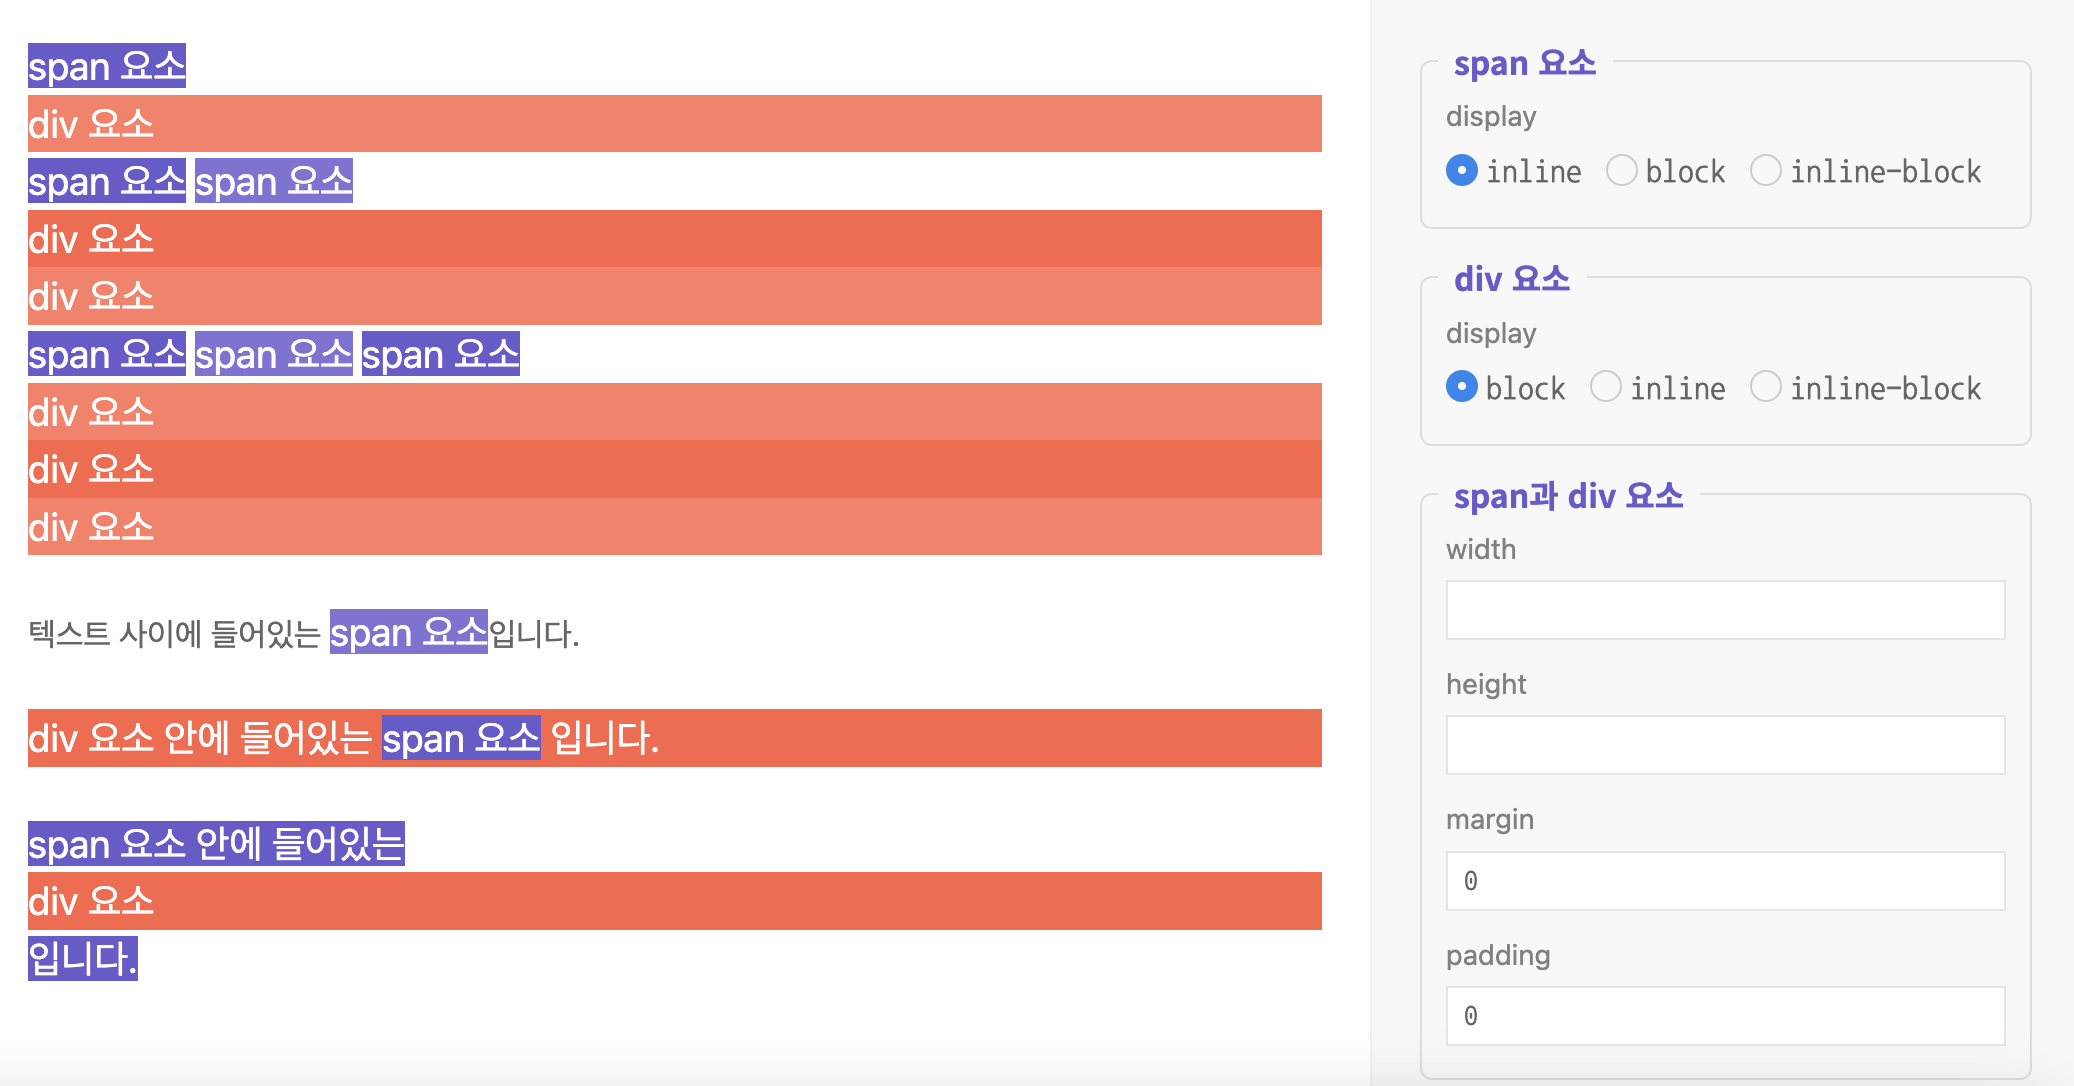 span 요소
div 요소
span 요소 span 요소
div 요소
div 요소
span 요소 span 요소 span 요소
div 요소
div 요소
div 요소
텍스트 사이에 들어있는 span 요소입니다.
div 요소 안에 들어있는 span 요소 입니다.
span 요소 안에 들어있는
div 요소
입니다.
span 요소
display
inline block inline-block
div 요소
display
block inline inline-block
span과 div 요소
width
height
margin
0
padding
0